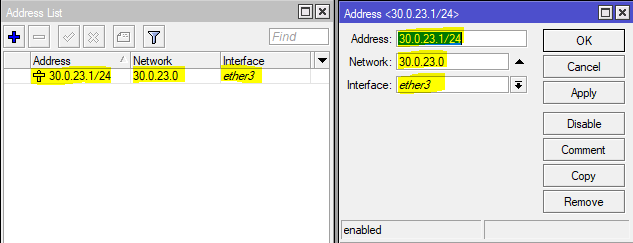 Address List
Find
Address Network Interface
30.0.23.1/24 30.0.23.0 ether3
Address <30.0.23.1/24>
Address: 30.0.23.1/24
Network: 30.0.23.0
Interface: ether3
OK
Cancel
Apply
Disable
Comment
Copy
Remove
enabled